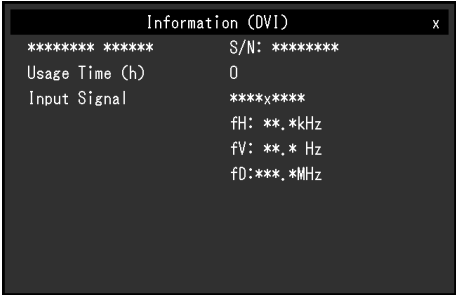 Information (DVI) x
******** ****** S/N: ********
Usage Time (h) 0
Input Signal ****x****
fH: **.*kHz
fV: **.* Hz
fD:***.*MHz